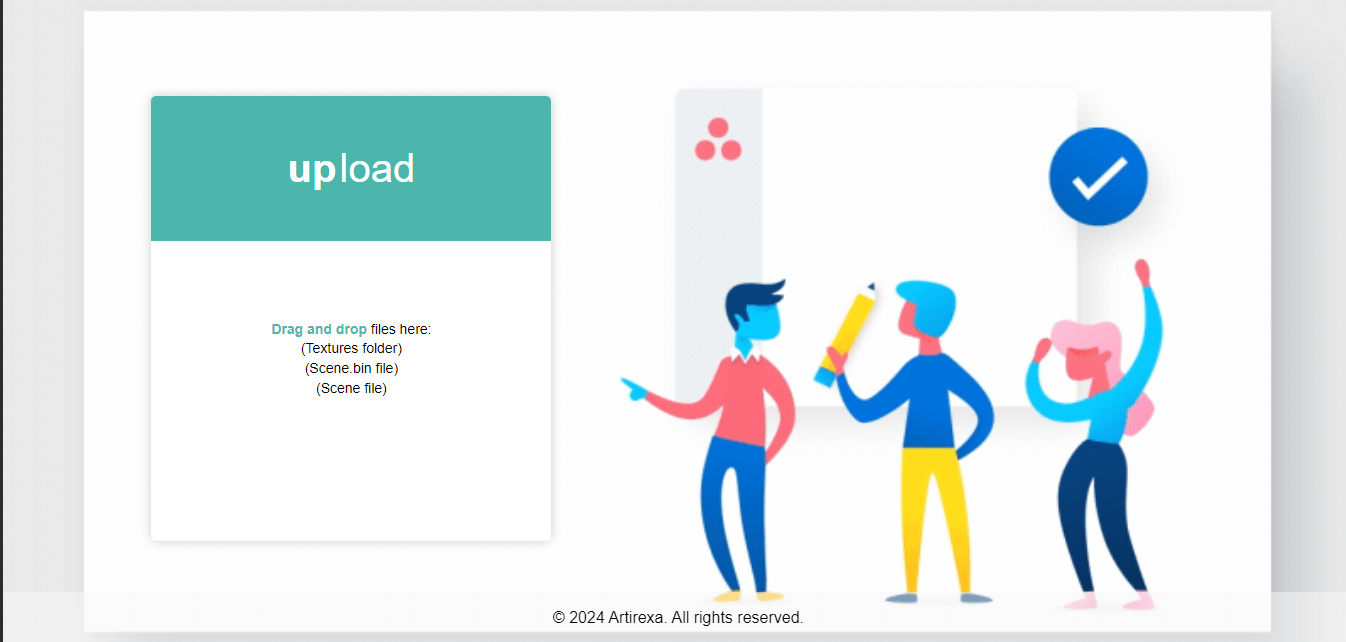 upload
Drag and drop files here:
(Textures folder)
(Scene.bin file)
(Scene file)
© 2024 Artirexa. All rights reserved.